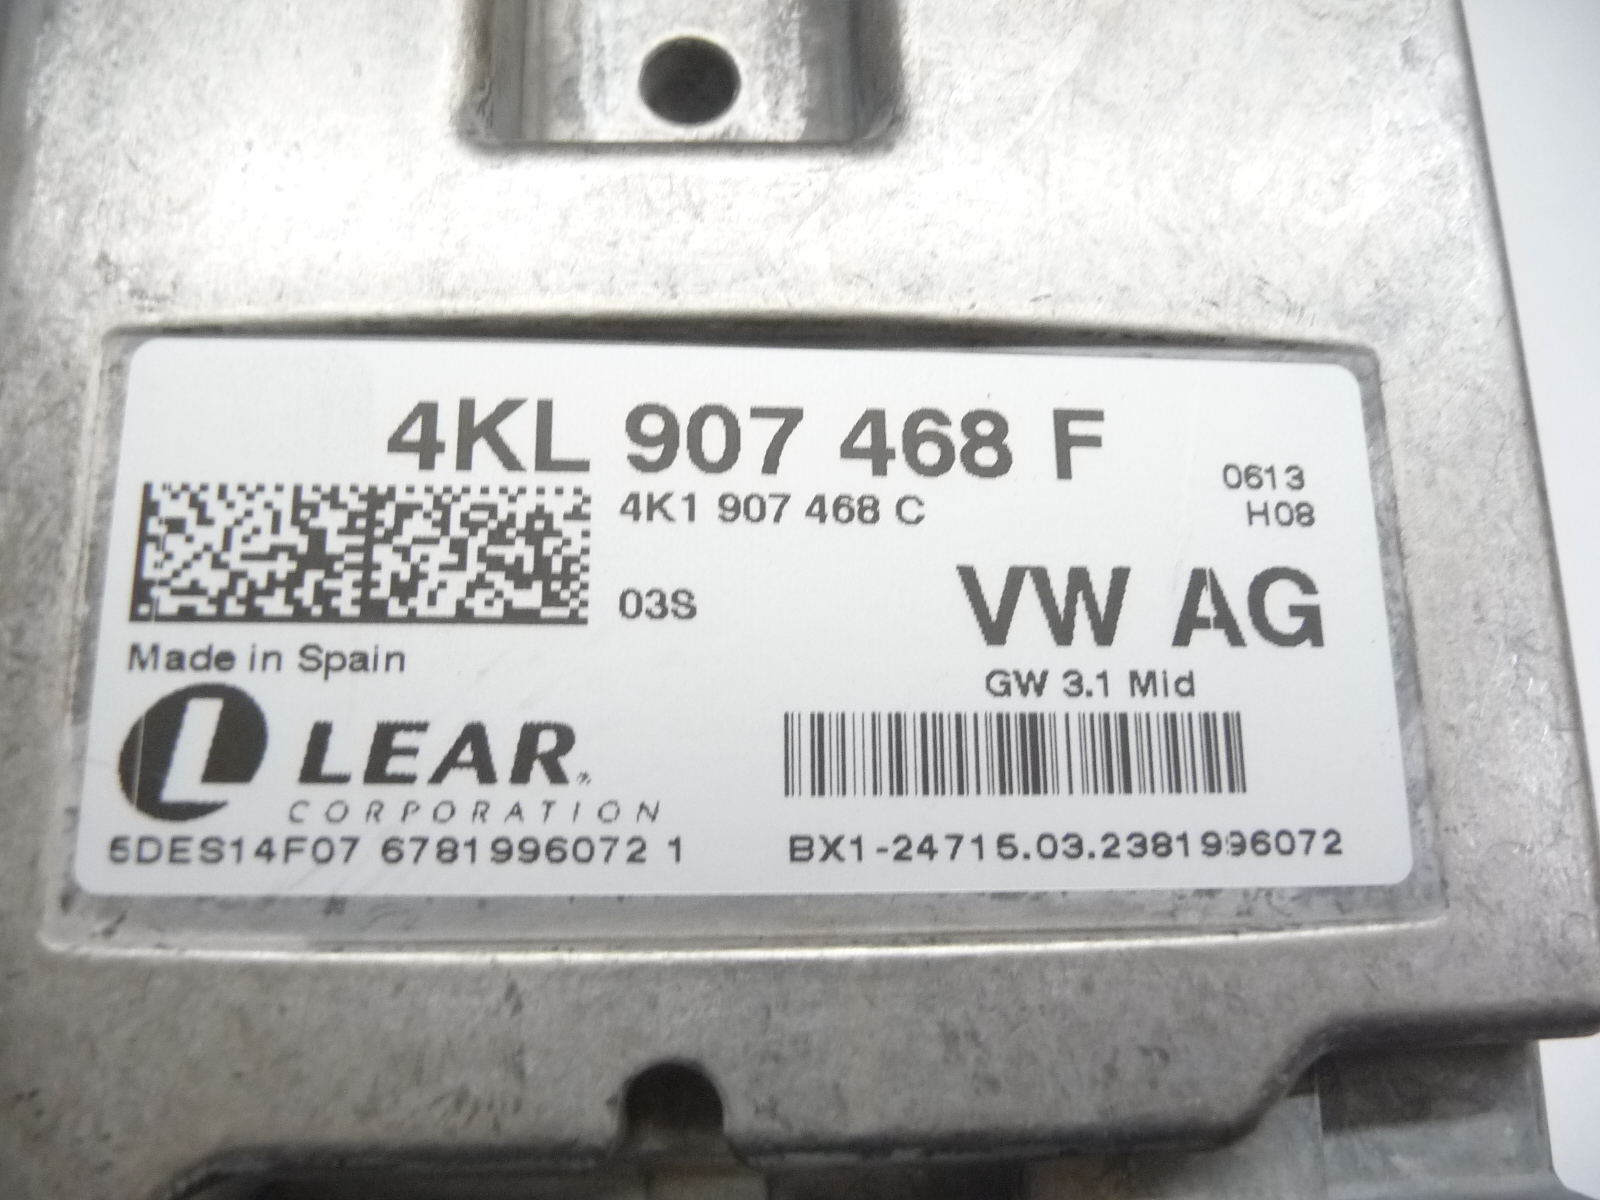 4KL 907 468 F
4K1 907 468 C
0613
H08
03S
VW AG
Made in Spain
GW 3.1 Mid
L LEAR
CORPORATION
5DES14F07 6781996072 1
BX1-24715.03.2381996072